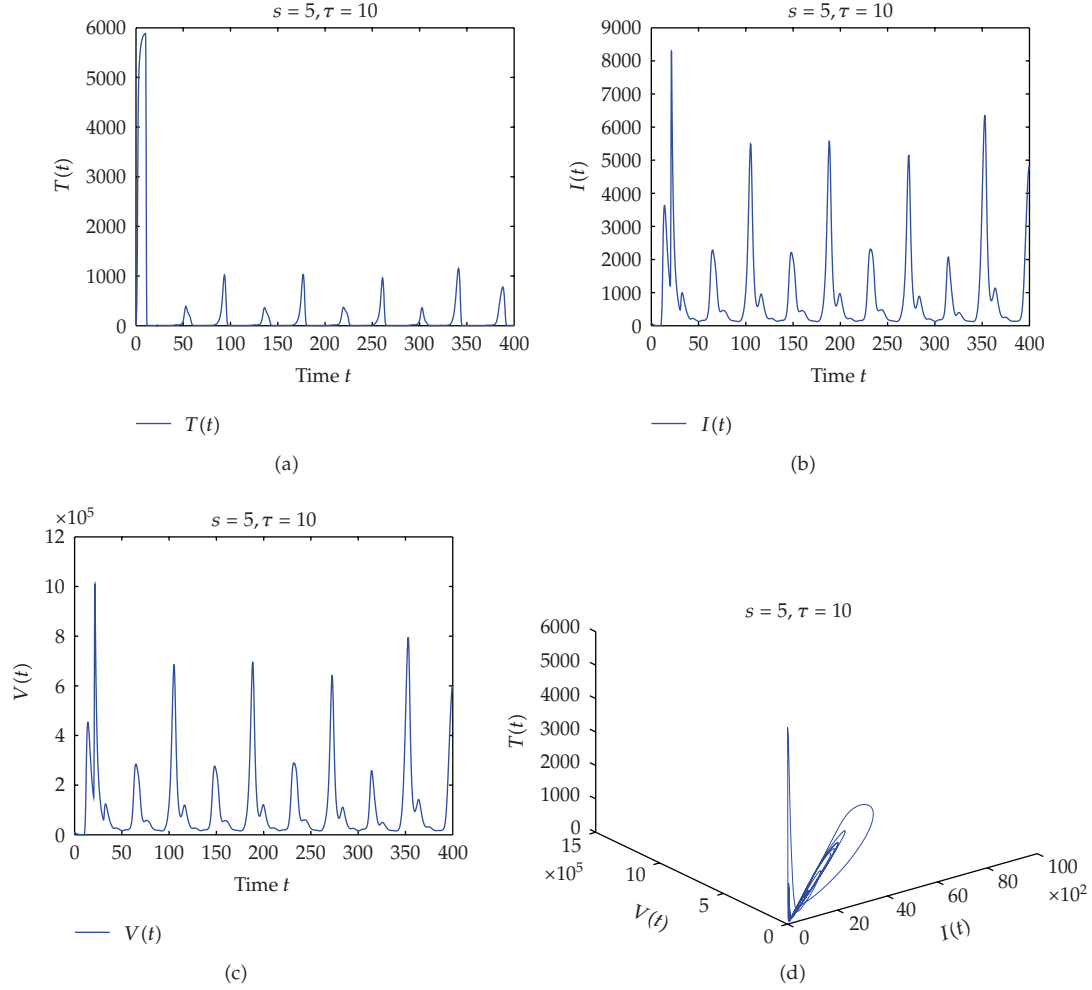 s = 5, τ = 10
6000
5000
4000
3000
2000
1000
0
T(t)
0 50 100 150 200 250 300 350 400
Time t
T(t)
(a)
s = 5, τ = 10
9000
8000
7000
6000
5000
4000
3000
2000
1000
0
I(t)
0 50 100 150 200 250 300 350 400
Time t
I(t)
(b)
×10⁵
s = 5, τ = 10
12
10
8
6
4
2
0
V(t)
0 50 100 150 200 250 300 350 400
Time t
V(t)
(c)
s = 5, τ = 10
6000
5000
4000
3000
2000
1000
0
T(t)
15
×10⁵
10
5
0
V(t)
0 20 40 60 80 100
×10²
I(t)
(d)